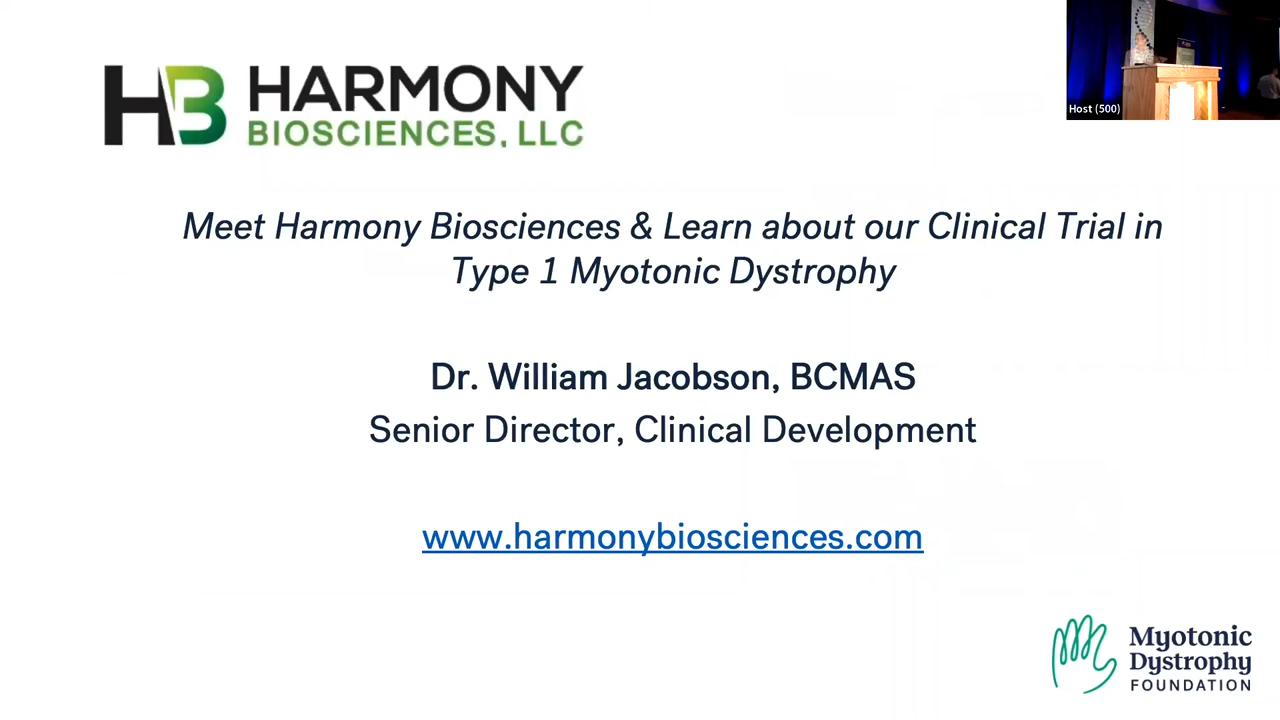 HB HARMONY
BIOSCIENCES, LLC
Host (500)
Meet Harmony Biosciences & Learn about our Clinical Trial in
Type 1 Myotonic Dystrophy
Dr. William Jacobson, BCMAS
Senior Director, Clinical Development
www.harmonybiosciences.com
Myotonic
Dystrophy
FOUNDATION